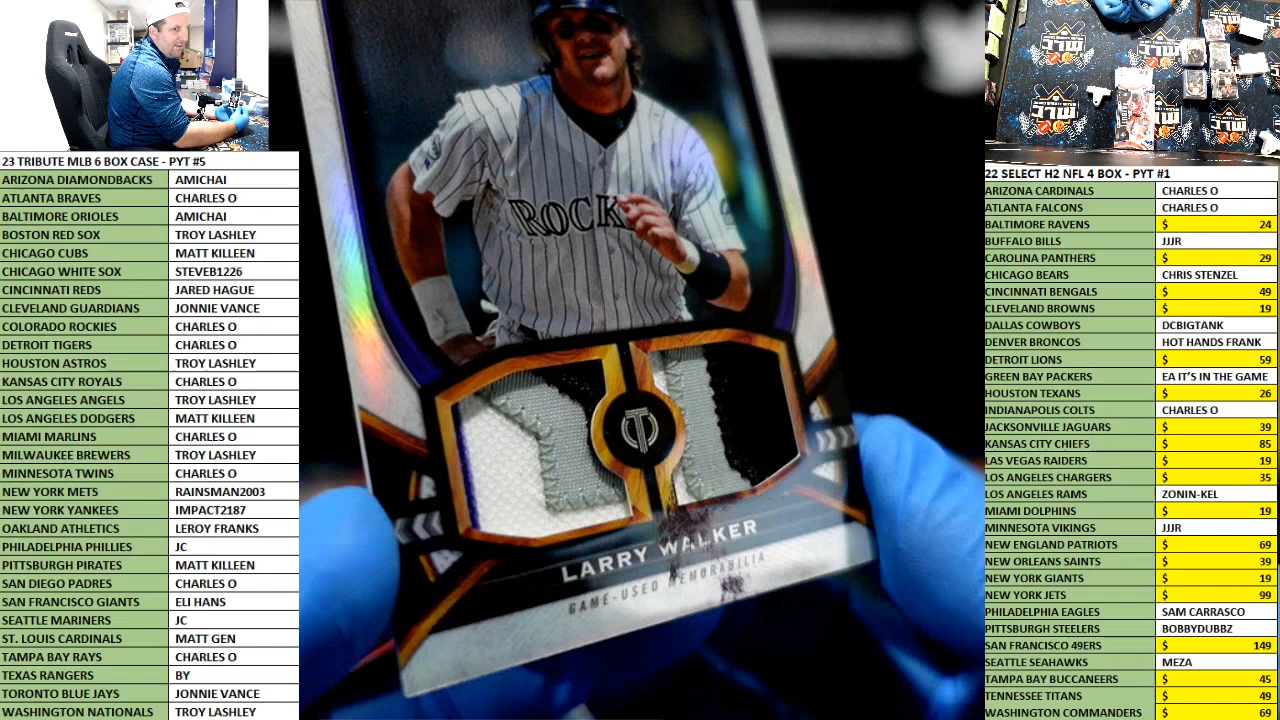 23 TRIBUTE MLB 6 BOX CASE - PYT #5
ARIZONA DIAMONDBACKS AMICHAI
ATLANTA BRAVES CHARLES O
BALTIMORE ORIOLES AMICHAI
BOSTON RED SOX TROY LASHLEY
CHICAGO CUBS MATT KILLEEN
CHICAGO WHITE SOX STEVEB1226
CINCINNATI REDS JARED HAGUE
CLEVELAND GUARDIANS JONNIE VANCE
COLORADO ROCKIES CHARLES O
DETROIT TIGERS CHARLES O
HOUSTON ASTROS TROY LASHLEY
KANSAS CITY ROYALS CHARLES O
LOS ANGELES ANGELS TROY LASHLEY
LOS ANGELES DODGERS MATT KILLEEN
MIAMI MARLINS CHARLES O
MILWAUKEE BREWERS TROY LASHLEY
MINNESOTA TWINS CHARLES O
NEW YORK METS RAINSMAN2003
NEW YORK YANKEES IMPACT2187
OAKLAND ATHLETICS LEROY FRANKS
PHILADELPHIA PHILLIES JC
PITTSBURGH PIRATES MATT KILLEEN
SAN DIEGO PADRES CHARLES O
SAN FRANCISCO GIANTS ELI HANS
SEATTLE MARINERS JC
ST. LOUIS CARDINALS MATT GEN
TAMPA BAY RAYS CHARLES O
TEXAS RANGERS BY
TORONTO BLUE JAYS JONNIE VANCE
WASHINGTON NATIONALS TROY LASHLEY
ROCK
LARRY WALKER
GAME-USED MEMORABILIA
22 SELECT H2 NFL 4 BOX - PYT #1
ARIZONA CARDINALS CHARLES O
ATLANTA FALCONS CHARLES O
BALTIMORE RAVENS $ 24
BUFFALO BILLS JJJR
CAROLINA PANTHERS $ 29
CHICAGO BEARS CHRIS STENZEL
CINCINNATI BENGALS $ 49
CLEVELAND BROWNS $ 19
DALLAS COWBOYS DCBIGTANK
DENVER BRONCOS HOT HANDS FRANK
DETROIT LIONS $ 59
GREEN BAY PACKERS EA IT'S IN THE GAME
HOUSTON TEXANS $ 26
INDIANAPOLIS COLTS CHARLES O
JACKSONVILLE JAGUARS $ 39
KANSAS CITY CHIEFS $ 85
LAS VEGAS RAIDERS $ 19
LOS ANGELES CHARGERS $ 35
LOS ANGELES RAMS ZONIN-KEL
MIAMI DOLPHINS $ 19
MINNESOTA VIKINGS JJJR
NEW ENGLAND PATRIOTS $ 69
NEW ORLEANS SAINTS $ 39
NEW YORK GIANTS $ 19
NEW YORK JETS $ 99
PHILADELPHIA EAGLES SAM CARRASCO
PITTSBURGH STEELERS BOBBYDUBBZ
SAN FRANCISCO 49ERS $ 149
SEATTLE SEAHAWKS MEZA
TAMPA BAY BUCCANEERS $ 45
TENNESSEE TITANS $ 49
WASHINGTON COMMANDERS $ 69